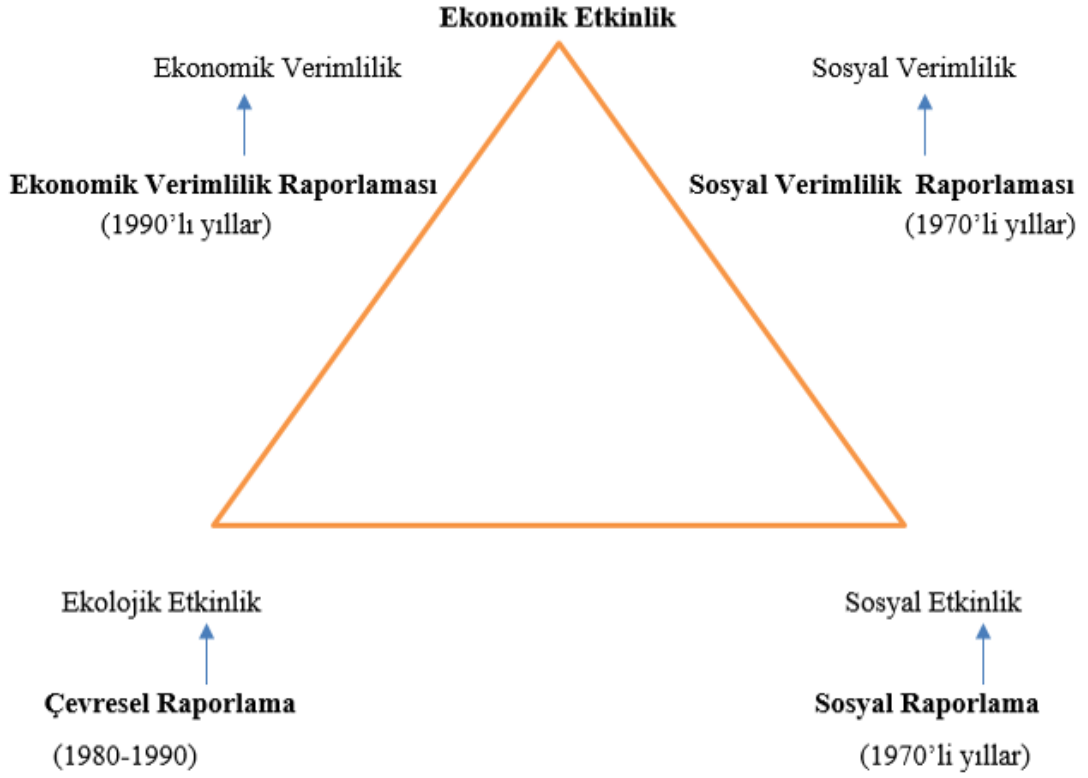 Ekonomik Etkinlik
Ekonomik Verimlilik
Sosyal Verimlilik
Ekonomik Verimlilik Raporlaması
(1990’lı yıllar)
Sosyal Verimlilik Raporlaması
(1970’li yıllar)
Ekolojik Etkinlik
Sosyal Etkinlik
Çevresel Raporlama
(1980-1990)
Sosyal Raporlama
(1970’li yıllar)